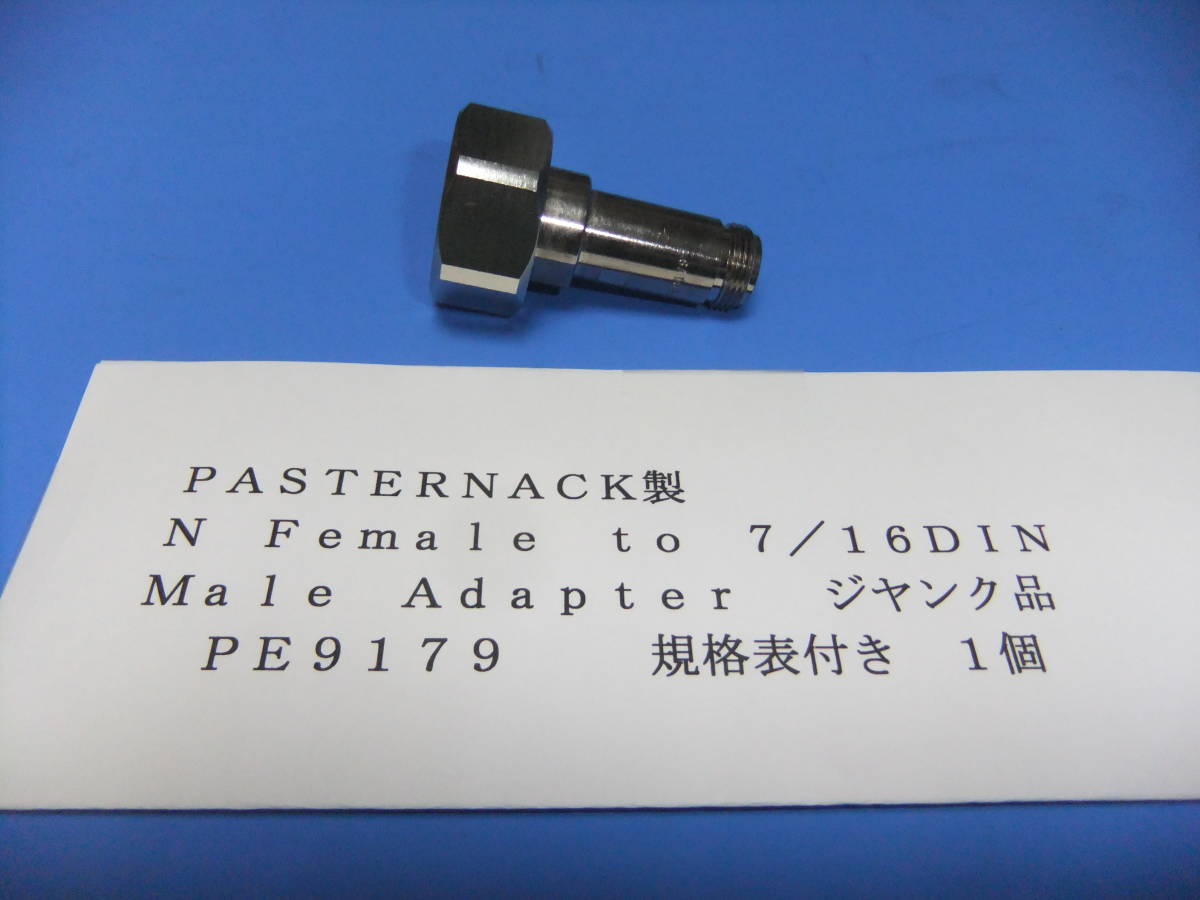 PASTERNACK製
N Female to 7/16DIN
Male Adapter ジヤンク品
PE9179 規格表付き 1個